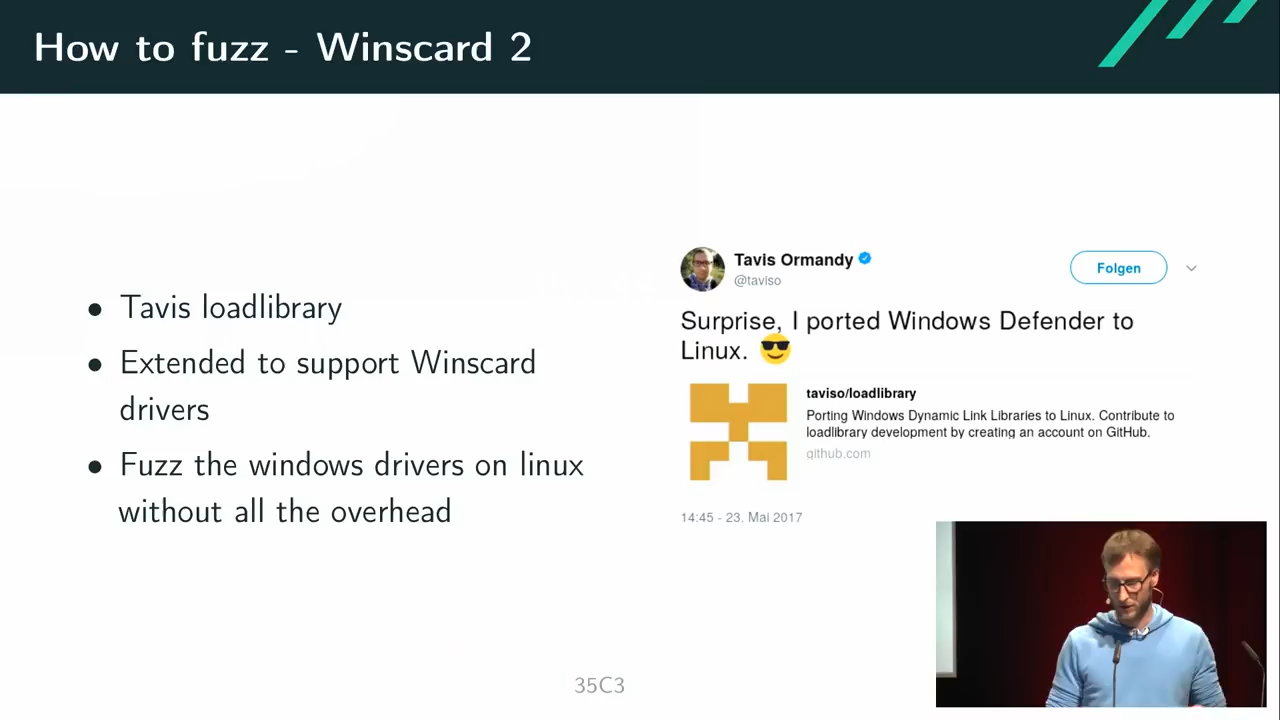 How to fuzz - Winscard 2
• Tavis loadlibrary
• Extended to support Winscard
drivers
• Fuzz the windows drivers on linux
without all the overhead
Tavis Ormandy
@taviso
Folgen
Surprise, I ported Windows Defender to
Linux. 😎
taviso/loadlibrary
Porting Windows Dynamic Link Libraries to Linux. Contribute to
loadlibrary development by creating an account on GitHub.
github.com
14:45 - 23. Mai 2017
35C3